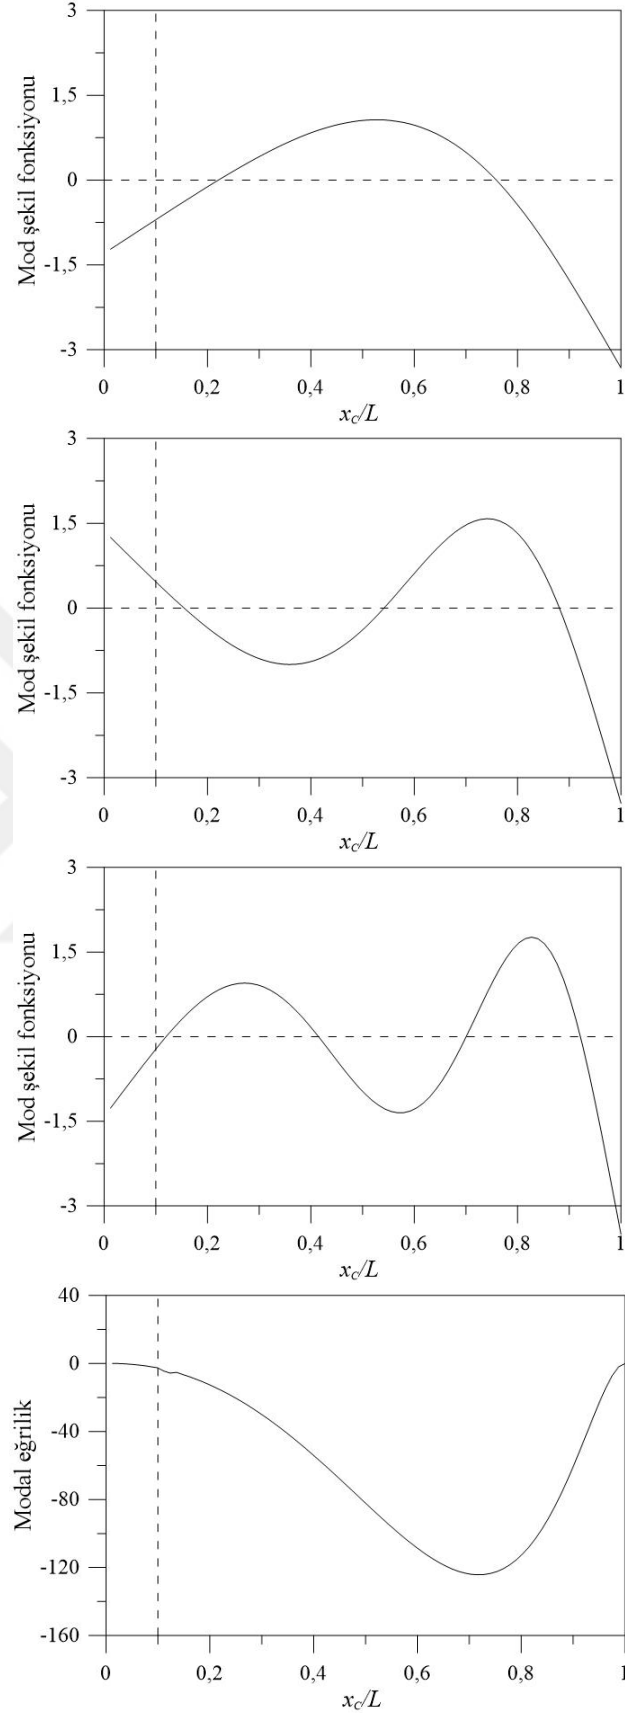 3
1,5
0
-1,5
-3
Mod şekil fonksiyonu
0 0,2 0,4 0,6 0,8 1
x_c/L
3
1,5
0
-1,5
-3
Mod şekil fonksiyonu
0 0,2 0,4 0,6 0,8 1
x_c/L
3
1,5
0
-1,5
-3
Mod şekil fonksiyonu
0 0,2 0,4 0,6 0,8 1
x_c/L
40
0
-40
-80
-120
-160
Modal eğrilik
0 0,2 0,4 0,6 0,8 1
x_c/L